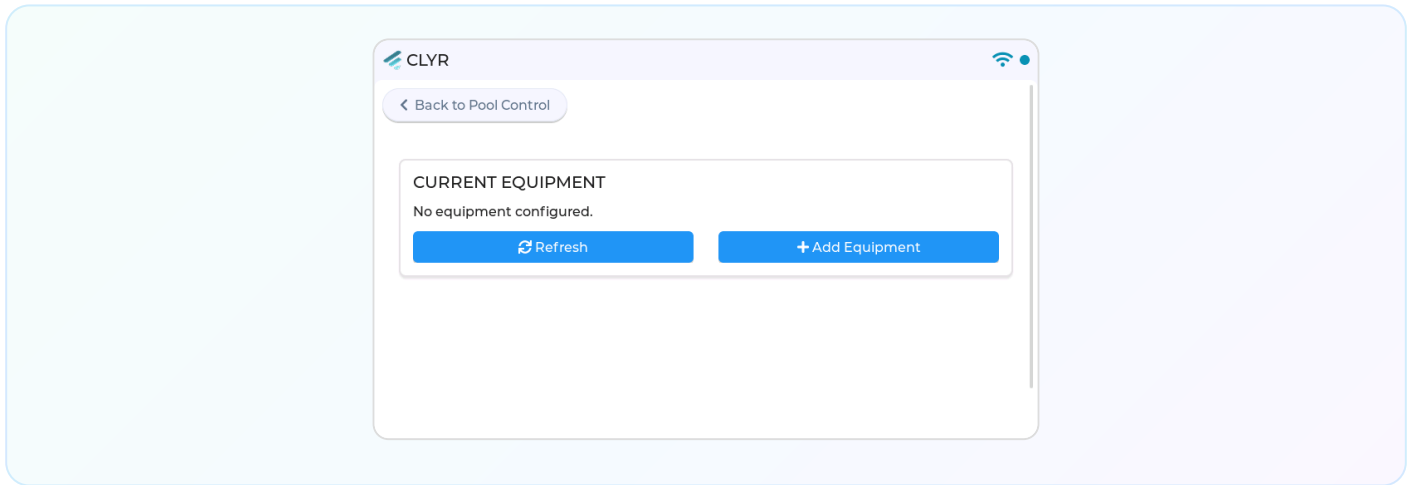 CLYR
Back to Pool Control
CURRENT EQUIPMENT
No equipment configured.
Refresh
Add Equipment